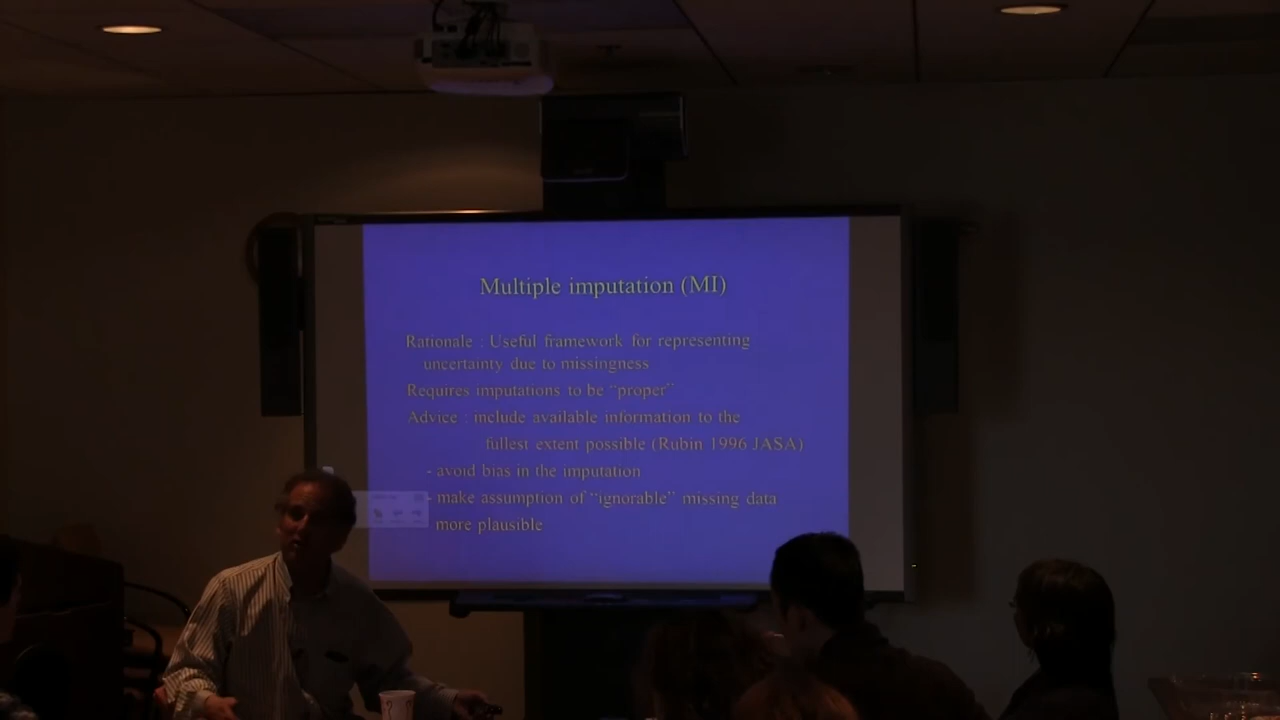 Multiple imputation (MI)
Rationale : Useful framework for representing
uncertainty due to missingness
Requires imputations to be “proper”
Advice : include available information to the
fullest extent possible (Rubin 1996 JASA)
- avoid bias in the imputation
- make assumption of “ignorable” missing data
more plausible